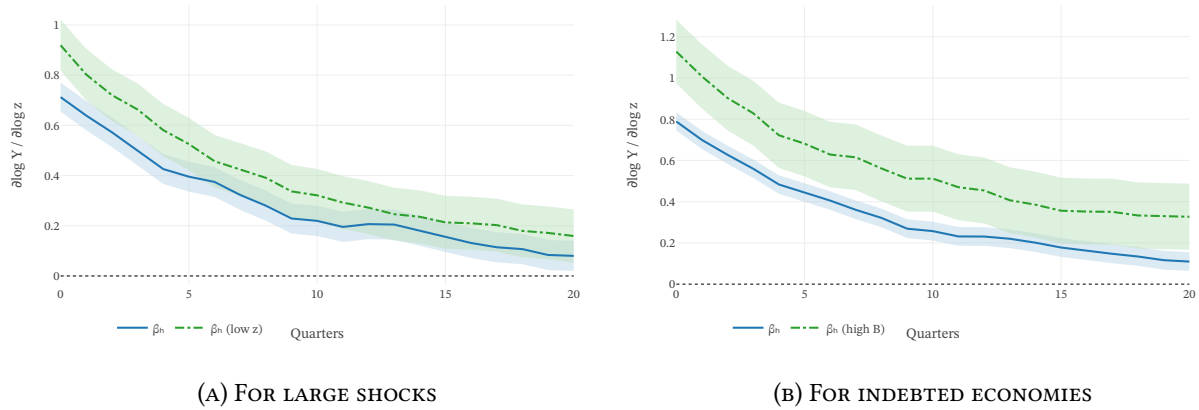 1
0.8
0.6
0.4
0.2
0
∂log Y / ∂log z
0 5 10 15 20
βₕ βₕ (low z) Quarters
(A) For large shocks
1.2
1
0.8
0.6
0.4
0.2
0
∂log Y / ∂log z
0 5 10 15 20
βₕ βₕ (high B) Quarters
(B) For indebted economies